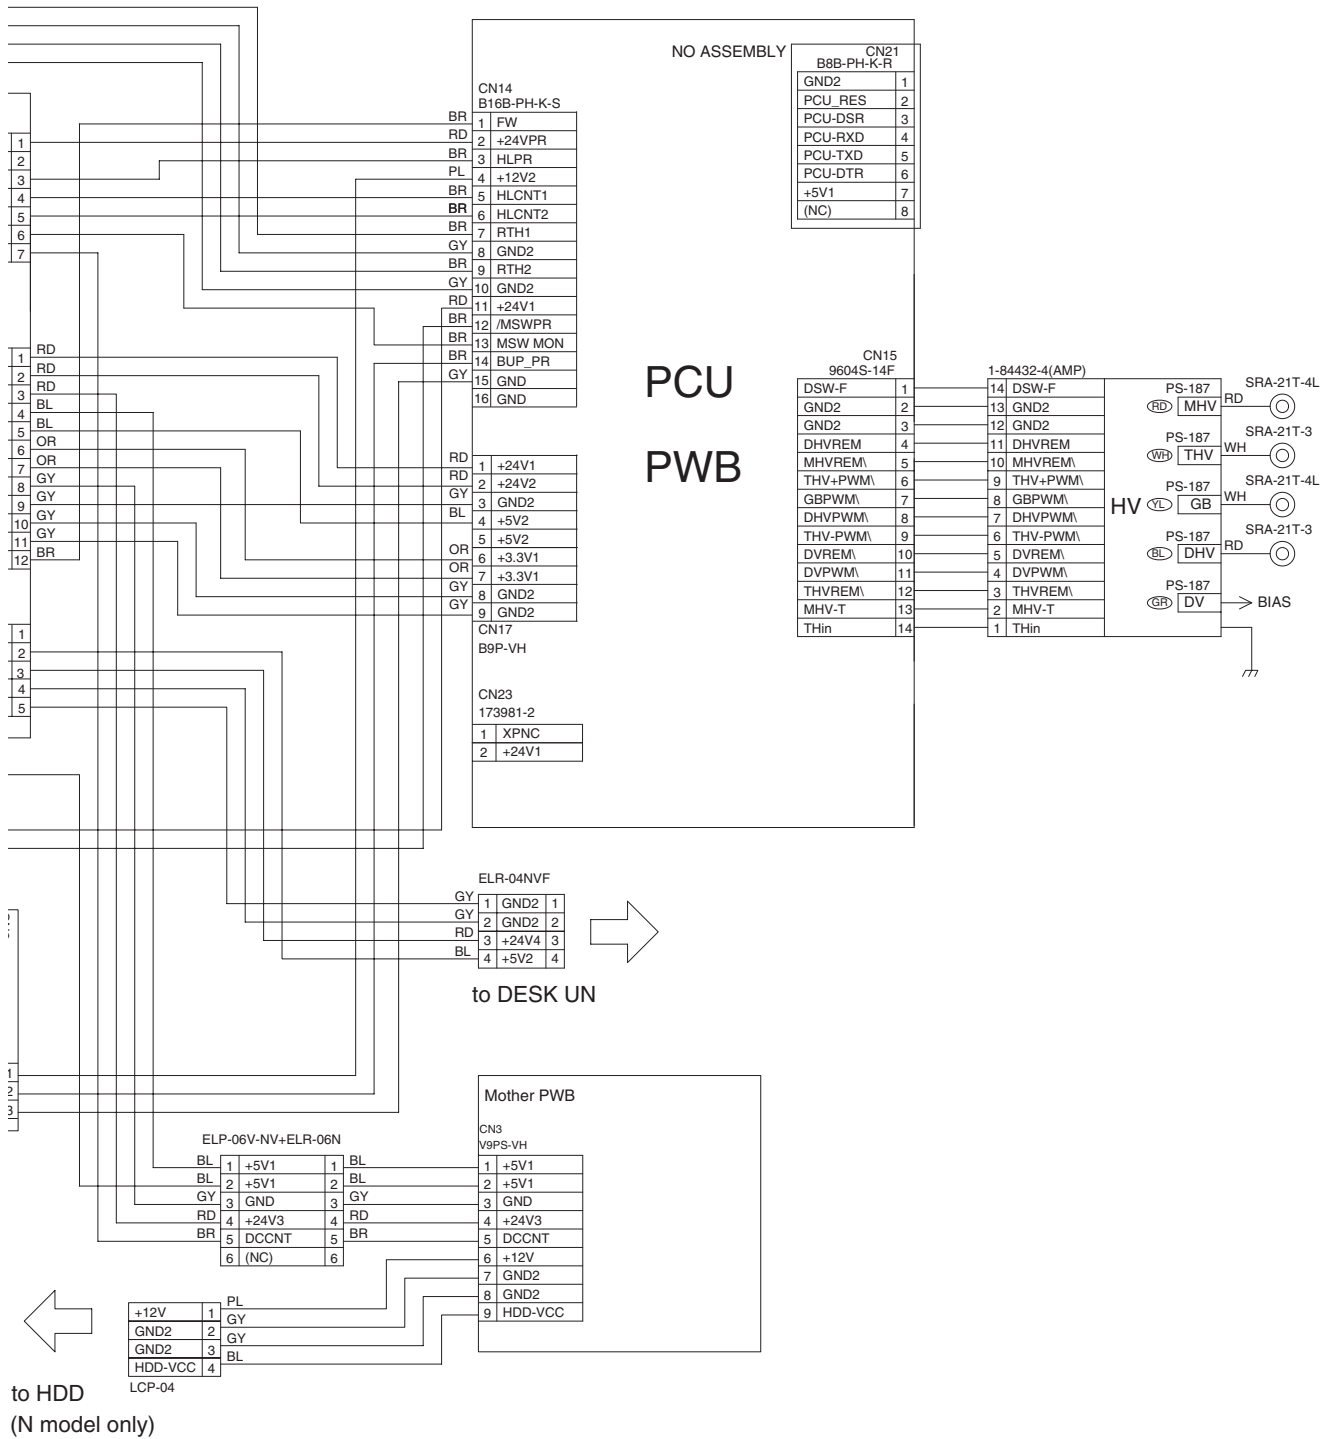 NO ASSEMBLY
CN21
B8B-PH-K-R
GND2 1
PCU_RES 2
PCU-DSR 3
PCU-RXD 4
PCU-TXD 5
PCU-DTR 6
+5V1 7
(NC) 8
CN14
B16B-PH-K-S
BR 1 FW
RD 2 +24VPR
BR 3 HLPR
PL 4 +12V2
BR 5 HLCNT1
BR 6 HLCNT2
BR 7 RTH1
GY 8 GND2
BR 9 RTH2
GY 10 GND2
RD 11 +24V1
BR 12 /MSWPR
BR 13 MSW MON
BR 14 BUP_PR
GY 15 GND
16 GND
1
2
3
4
5
6
7
1 RD
2 RD
3 RD
4 BL
5 BL
6 OR
7 OR
8 GY
9 GY
10 GY
11 GY
12 BR
PCU
PWB
RD 1 +24V1
RD 2 +24V2
GY 3 GND2
BL 4 +5V2
5 +5V2
OR 6 +3.3V1
OR 7 +3.3V1
GY 8 GND2
GY 9 GND2
CN17
B9P-VH
CN23
173981-2
1 XPNC
2 +24V1
CN15
9604S-14F
DSW-F 1
GND2 2
GND2 3
DHVREM 4
MHVREM\ 5
THV+PWM\ 6
GBPWM\ 7
DHVPWM\ 8
THV-PWM\ 9
DVREM\ 10
DVPWM\ 11
THVREM\ 12
MHV-T 13
THin 14
1-84432-4(AMP)
14 DSW-F
13 GND2
12 GND2
11 DHVREM
10 MHVREM\
9 THV+PWM\
8 GBPWM\
7 DHVPWM\
6 THV-PWM\
5 DVREM\
4 DVPWM\
3 THVREM\
2 MHV-T
1 THin
HV
PS-187 SRA-21T-4L
RD MHV RD
PS-187 SRA-21T-3
WH THV WH
PS-187 SRA-21T-4L
YL GB WH
PS-187 SRA-21T-3
BL DHV RD
PS-187
GR DV BIAS
1
2
3
4
5
ELR-04NVF
GY 1 GND2 1
GY 2 GND2 2
RD 3 +24V4 3
BL 4 +5V2 4
to DESK UN
1
2
3
Mother PWB
CN3
V9PS-VH
1 +5V1
2 +5V1
3 GND
4 +24V3
5 DCCNT
6 +12V
7 GND2
8 GND2
9 HDD-VCC
ELP-06V-NV+ELR-06N
BL 1 +5V1 1 BL
BL 2 +5V1 2 BL
GY 3 GND 3 GY
RD 4 +24V3 4 RD
BR 5 DCCNT 5 BR
6 (NC) 6
+12V 1 PL
GND2 2 GY
GND2 3 GY
HDD-VCC 4 BL
LCP-04
to HDD
(N model only)